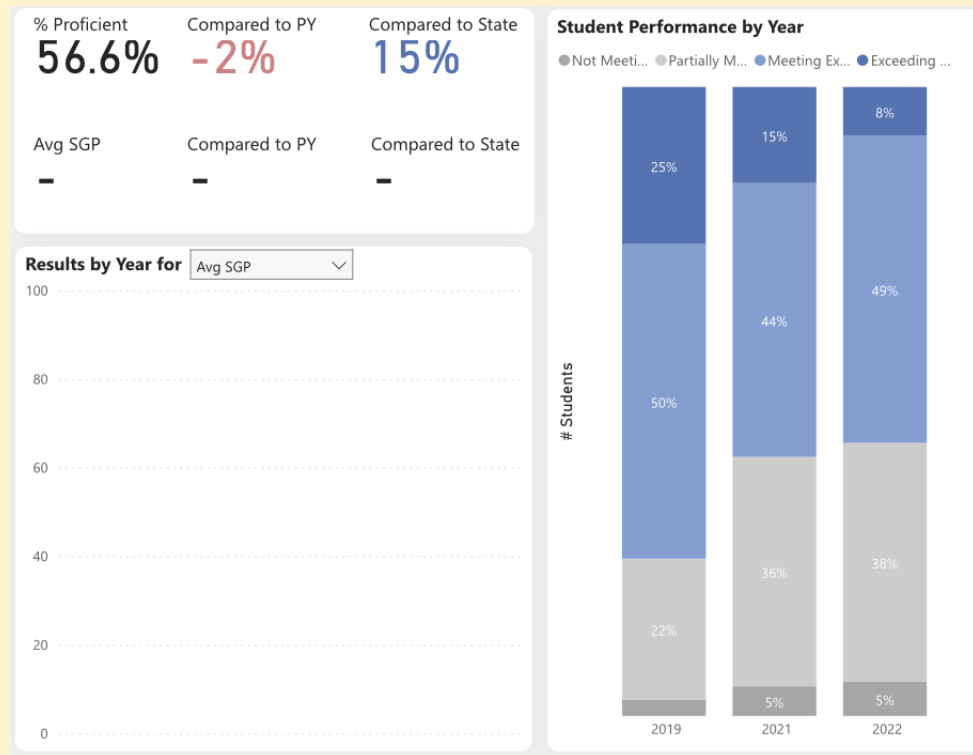 % Proficient Compared to PY Compared to State
56.6% -2% 15%
Avg SGP Compared to PY Compared to State
- - -
Results by Year for Avg SGP
100
80
60
40
20
0
Student Performance by Year
Not Meeti... Partially M... Meeting Ex... Exceeding ...
# Students
25% 15% 8%
50% 44% 49%
22% 36% 38%
5% 5%
2019 2021 2022